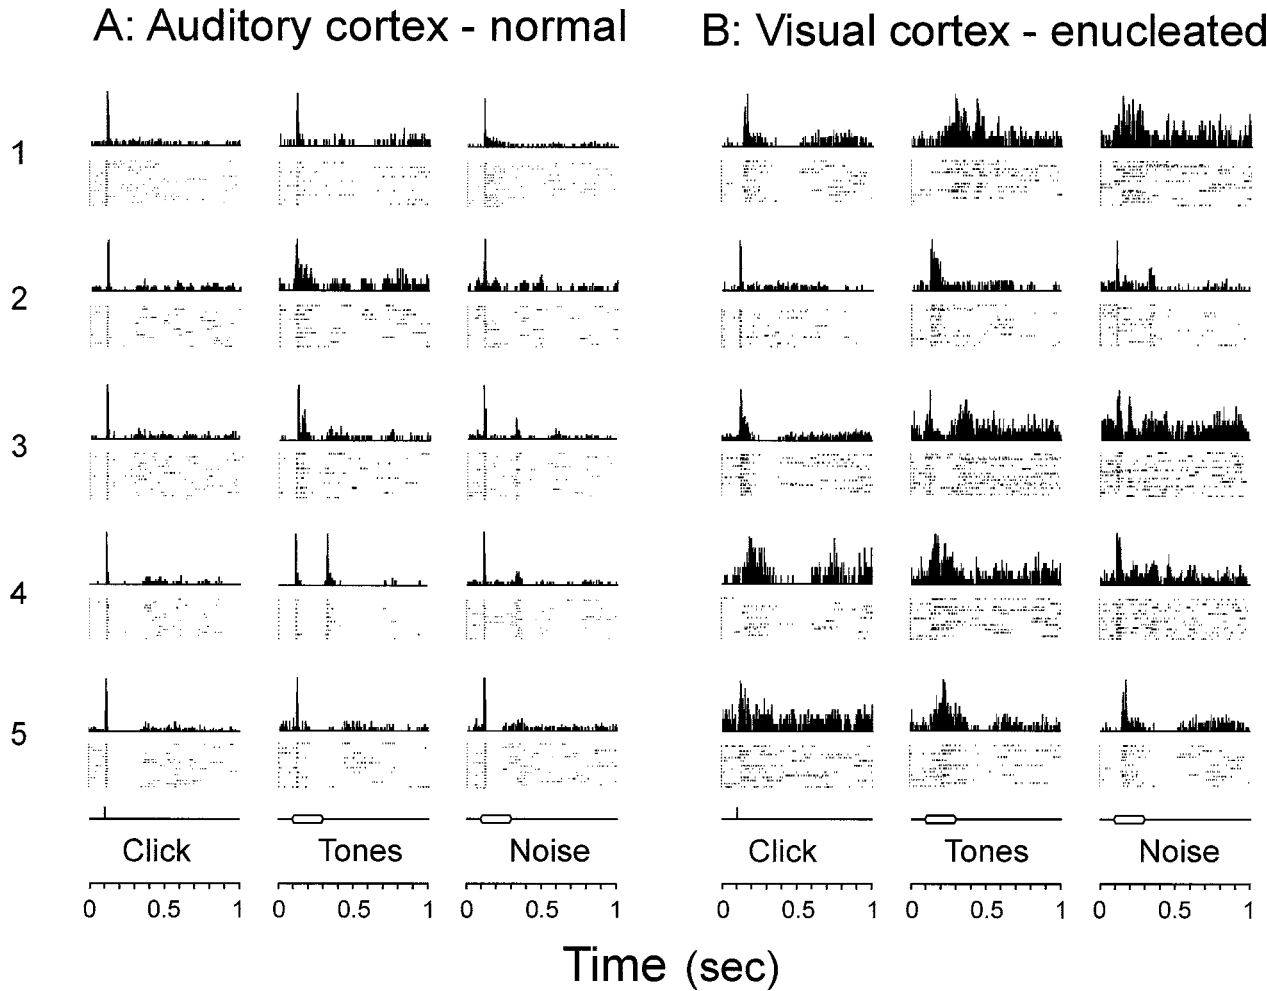 A: Auditory cortex - normal
B: Visual cortex - enucleated
1
2
3
4
5
Click Tones Noise Click Tones Noise
0 0.5 1 0 0.5 1 0 0.5 1 0 0.5 1 0 0.5 1 0 0.5 1
Time (sec)